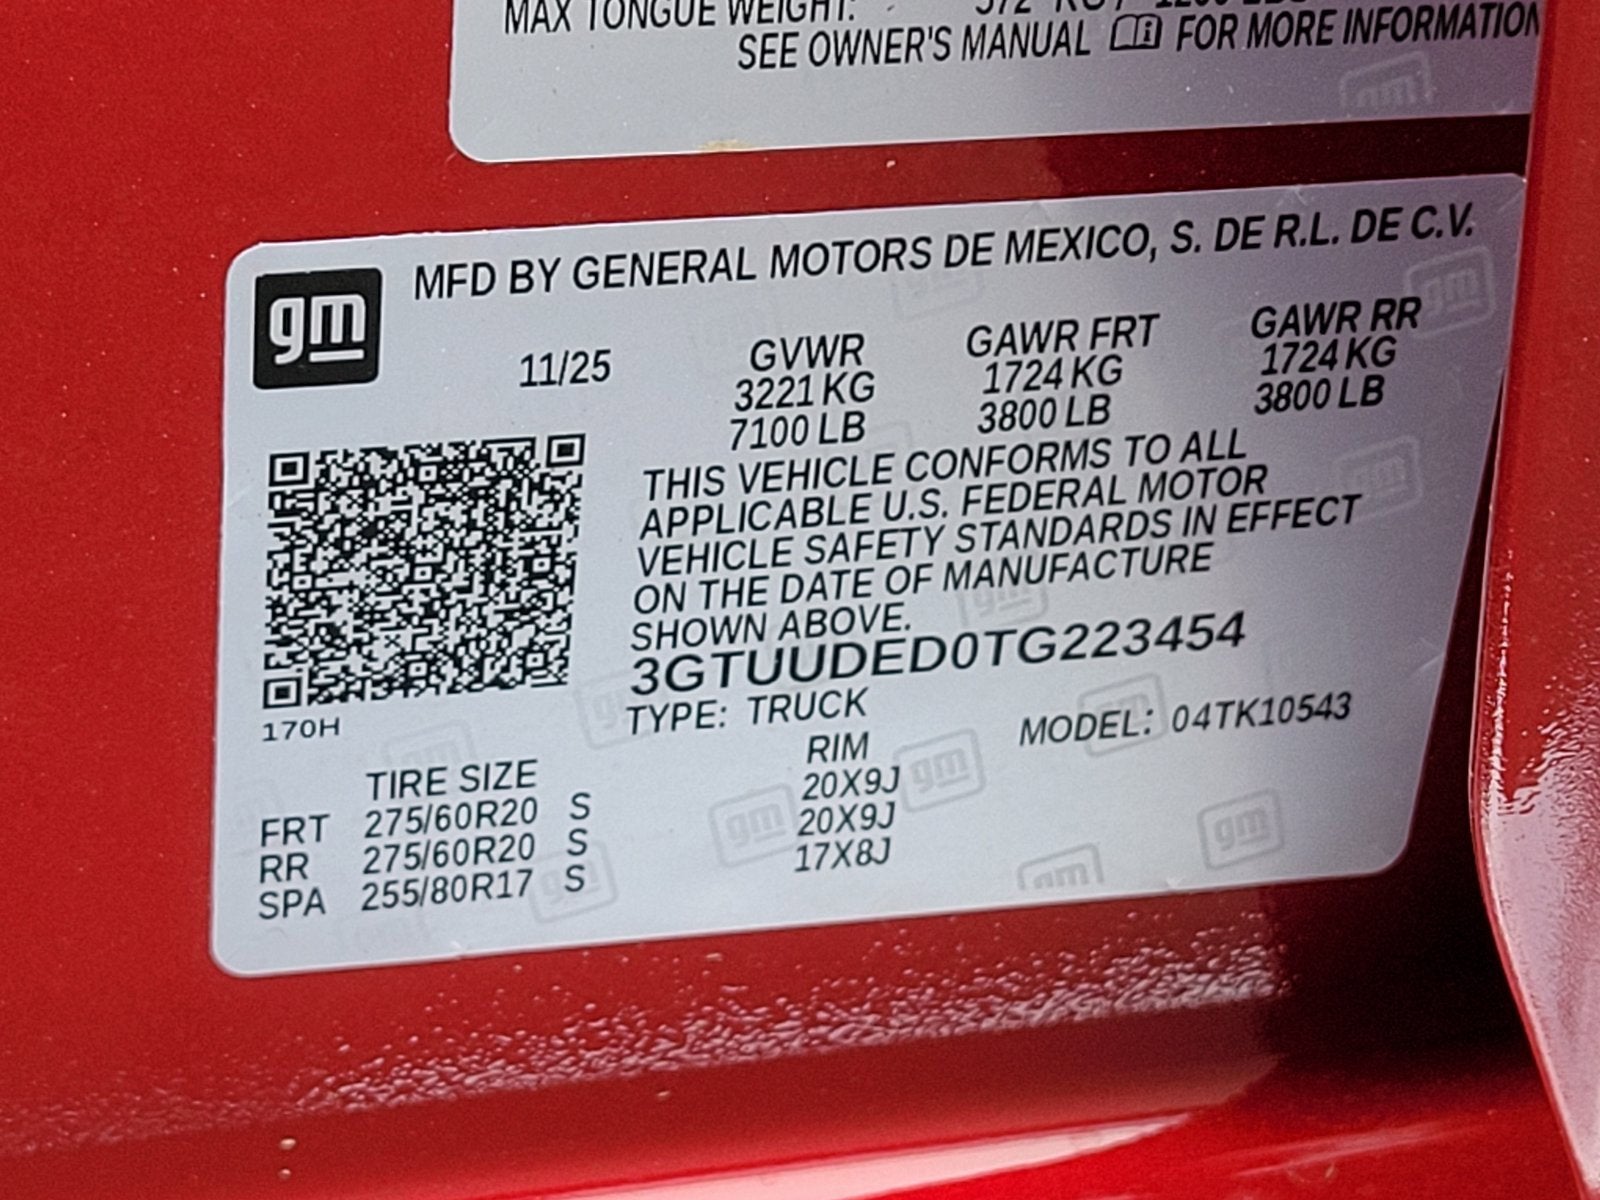 MAX TONGUE WEIGHT:
SEE OWNER'S MANUAL FOR MORE INFORMATION
gm
MFD BY GENERAL MOTORS DE MEXICO, S. DE R.L. DE C.V.
11/25
GVWR GAWR FRT GAWR RR
3221 KG 1724 KG 1724 KG
7100 LB 3800 LB 3800 LB
THIS VEHICLE CONFORMS TO ALL
APPLICABLE U.S. FEDERAL MOTOR
VEHICLE SAFETY STANDARDS IN EFFECT
ON THE DATE OF MANUFACTURE
SHOWN ABOVE.
3GTUUDED0TG223454
170H
TYPE: TRUCK MODEL: 04TK10543
TIRE SIZE RIM
FRT 275/60R20 S 20X9J
RR 275/60R20 S 20X9J
SPA 255/80R17 S 17X8J